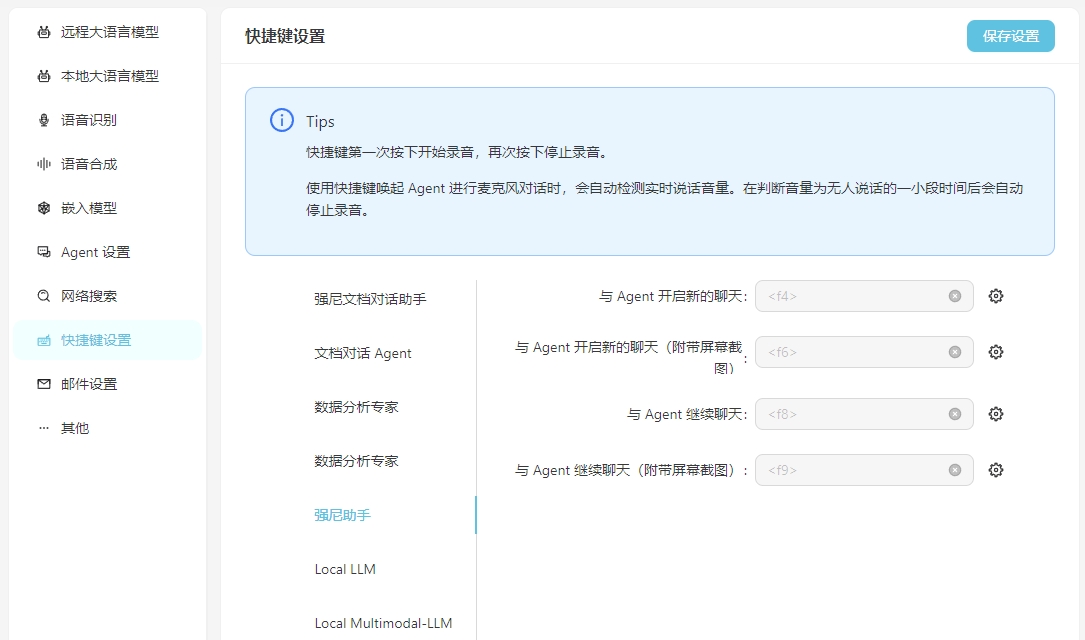 远程大语言模型
本地大语言模型
语音识别
语音合成
嵌入模型
Agent 设置
网络搜索
快捷键设置
邮件设置
其他
快捷键设置
保存设置
Tips
快捷键第一次按下开始录音，再次按下停止录音。
使用快捷键唤起 Agent 进行麦克风对话时，会自动检测实时说话音量。在判断音量为无人说话的一小段时间后会自动
停止录音。
强尼文档对话助手
文档对话 Agent
数据分析专家
数据分析专家
强尼助手
Local LLM
Local Multimodal-LLM
与 Agent 开启新的聊天：
<f4>
与 Agent 开启新的聊天（附带屏幕截
图）：
<f6>
与 Agent 继续聊天：
<f8>
与 Agent 继续聊天（附带屏幕截图）：
<f9>